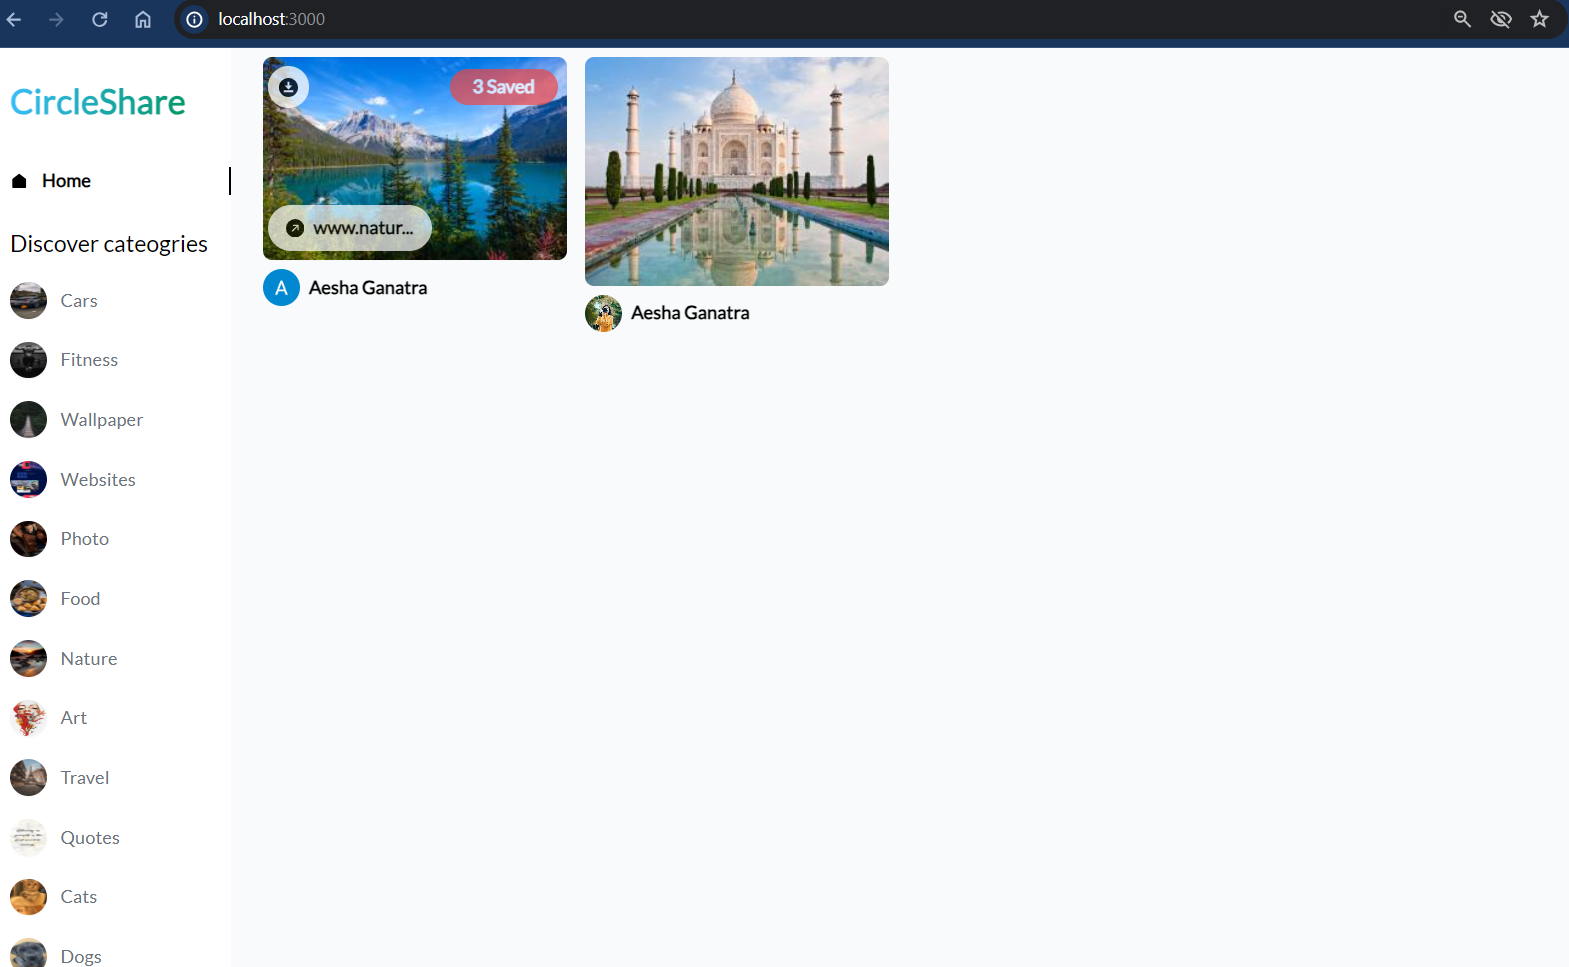 localhost:3000
CircleShare
Home
Discover cateogries
Cars
Fitness
Wallpaper
Websites
Photo
Food
Nature
Art
Travel
Quotes
Cats
Dogs
3 Saved
www.natur...
A
Aesha Ganatra
Aesha Ganatra